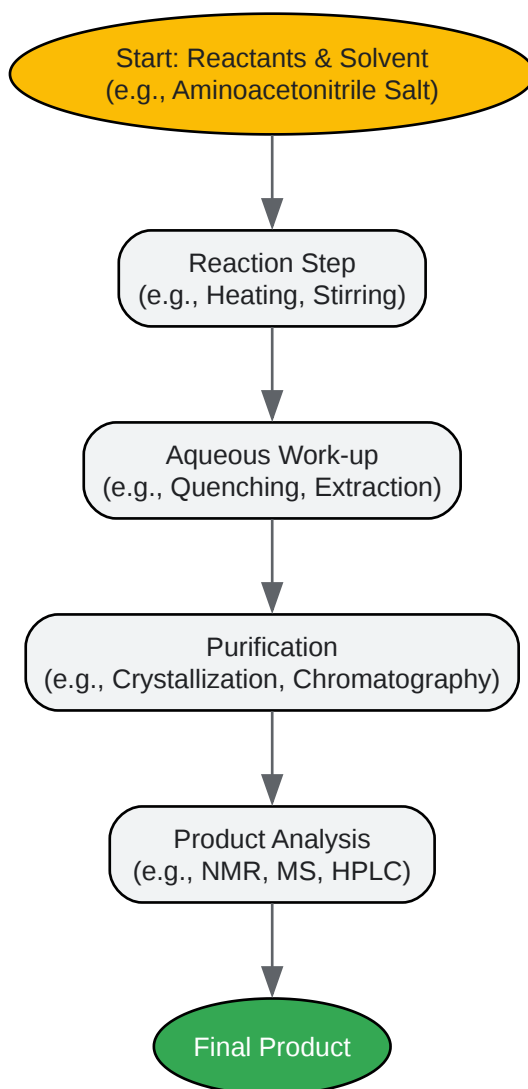 Start: Reactants & Solvent
(e.g., Aminoacetonitrile Salt)
Reaction Step
(e.g., Heating, Stirring)
Aqueous Work-up
(e.g., Quenching, Extraction)
Purification
(e.g., Crystallization, Chromatography)
Product Analysis
(e.g., NMR, MS, HPLC)
Final Product